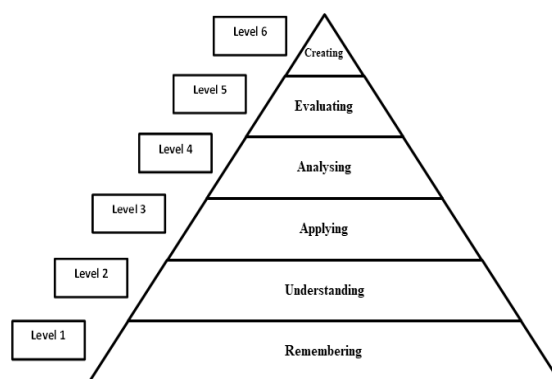 Level 6
Creating
Level 5
Evaluating
Level 4
Analysing
Level 3
Applying
Level 2
Understanding
Level 1
Remembering